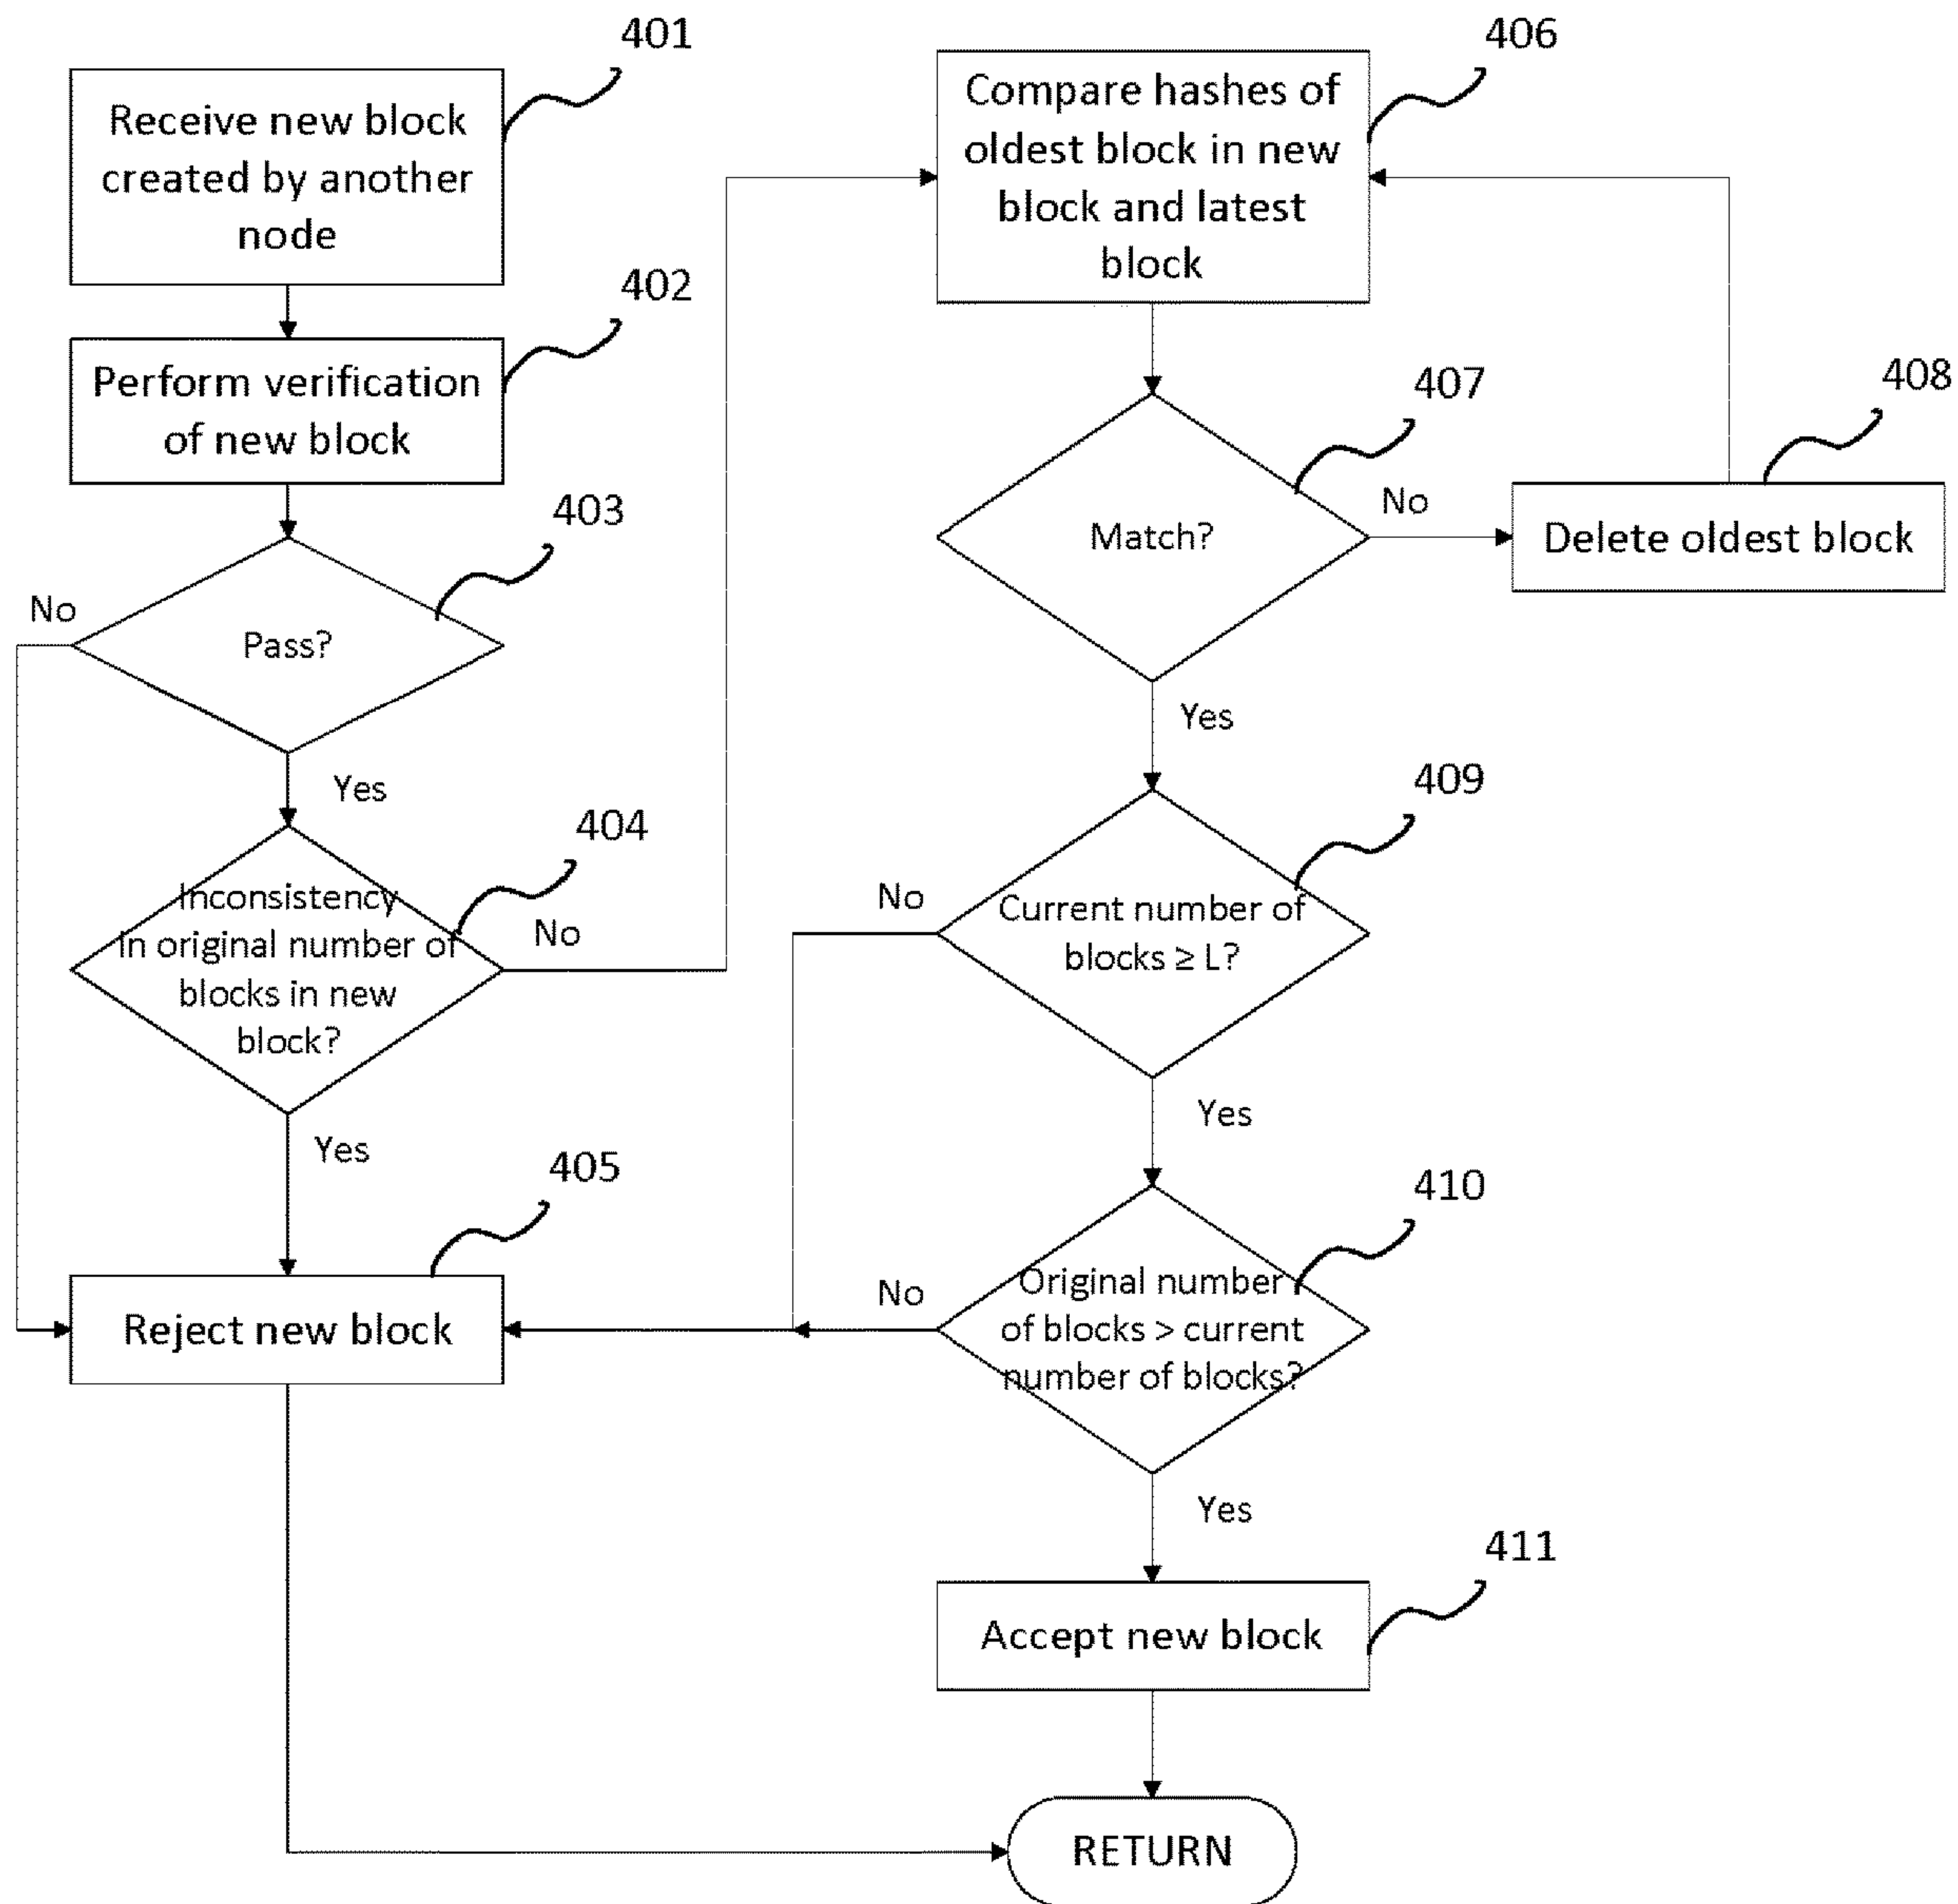 401
Receive new block
created by another
node
402
Perform verification
of new block
403
No
Pass?
Yes
404
Inconsistency
In original number of
blocks in new
block?
No
Yes
405
Reject new block
406
Compare hashes of
oldest block in new
block and latest
block
407
Match?
No
408
Delete oldest block
Yes
409
No
Current number of
blocks ≥ L?
Yes
410
No
Original number
of blocks > current
number of blocks?
Yes
411
Accept new block
RETURN